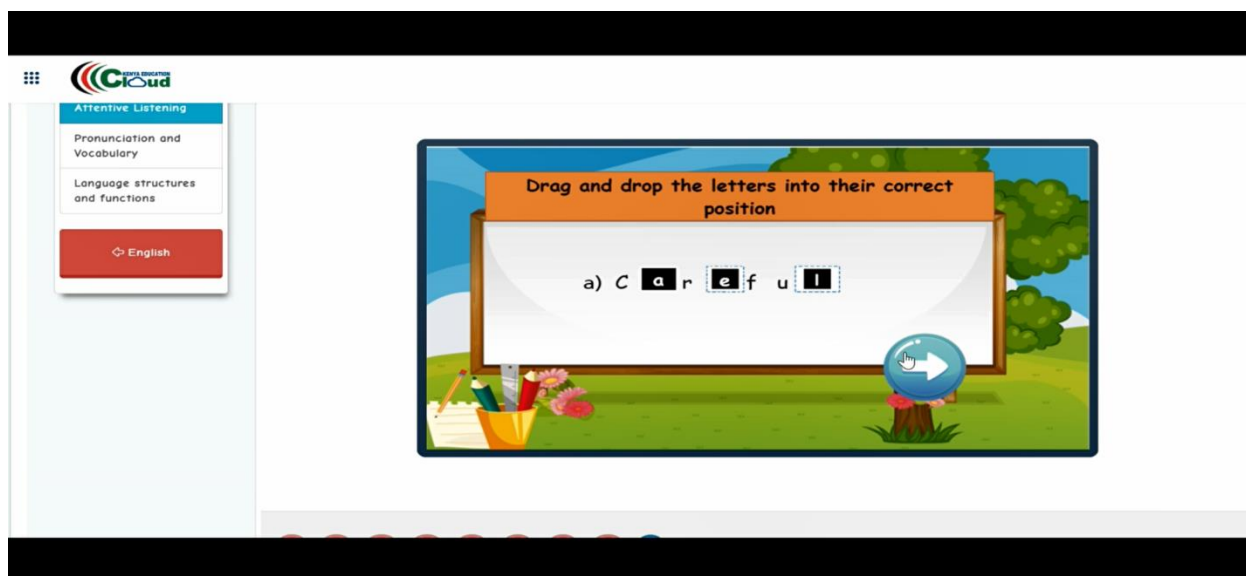 KENYA EDUCATION
Cloud
Attentive Listening
Pronunciation and
Vocabulary
Language structures
and functions
English
Drag and drop the letters into their correct
position
a) C a r e f u l